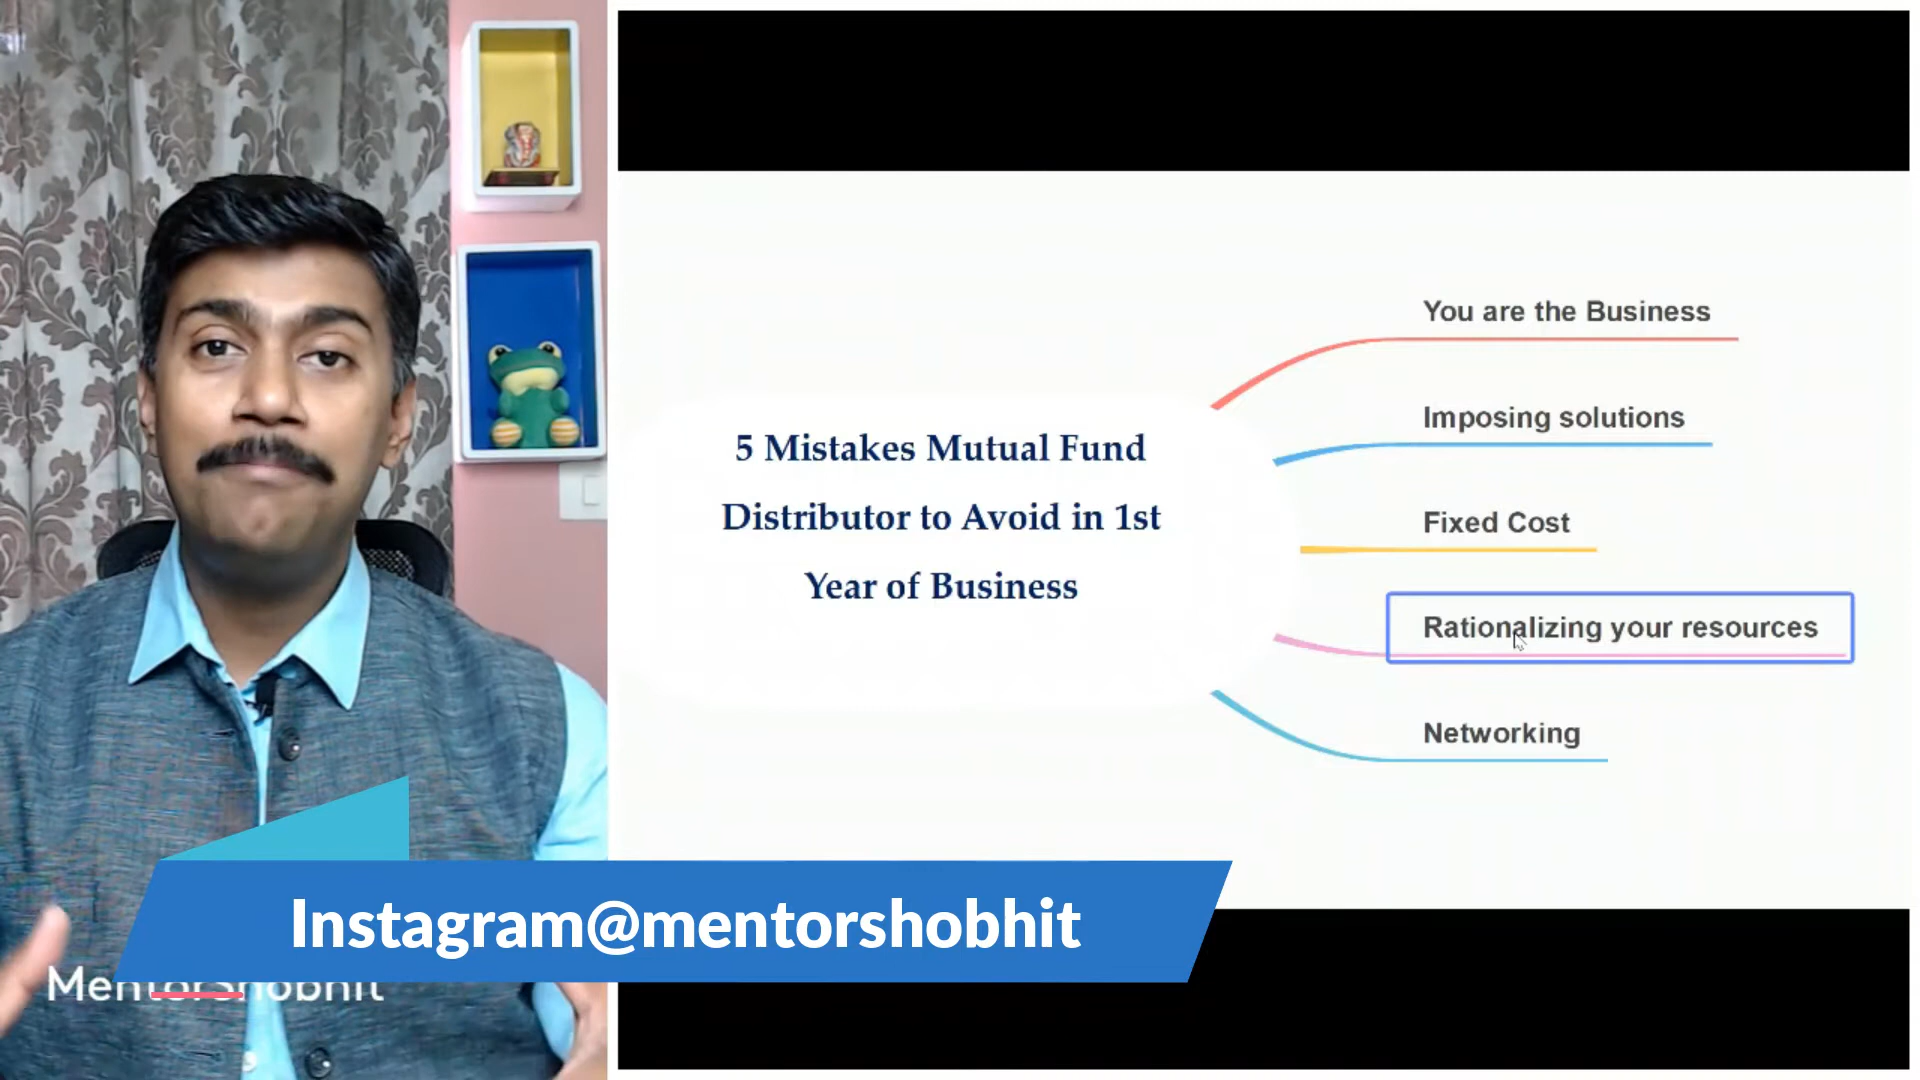 5 Mistakes Mutual Fund
Distributor to Avoid in 1st
Year of Business
You are the Business
Imposing solutions
Fixed Cost
Rationalizing your resources
Networking
Instagram@mentorshobhit
MentorShobhit